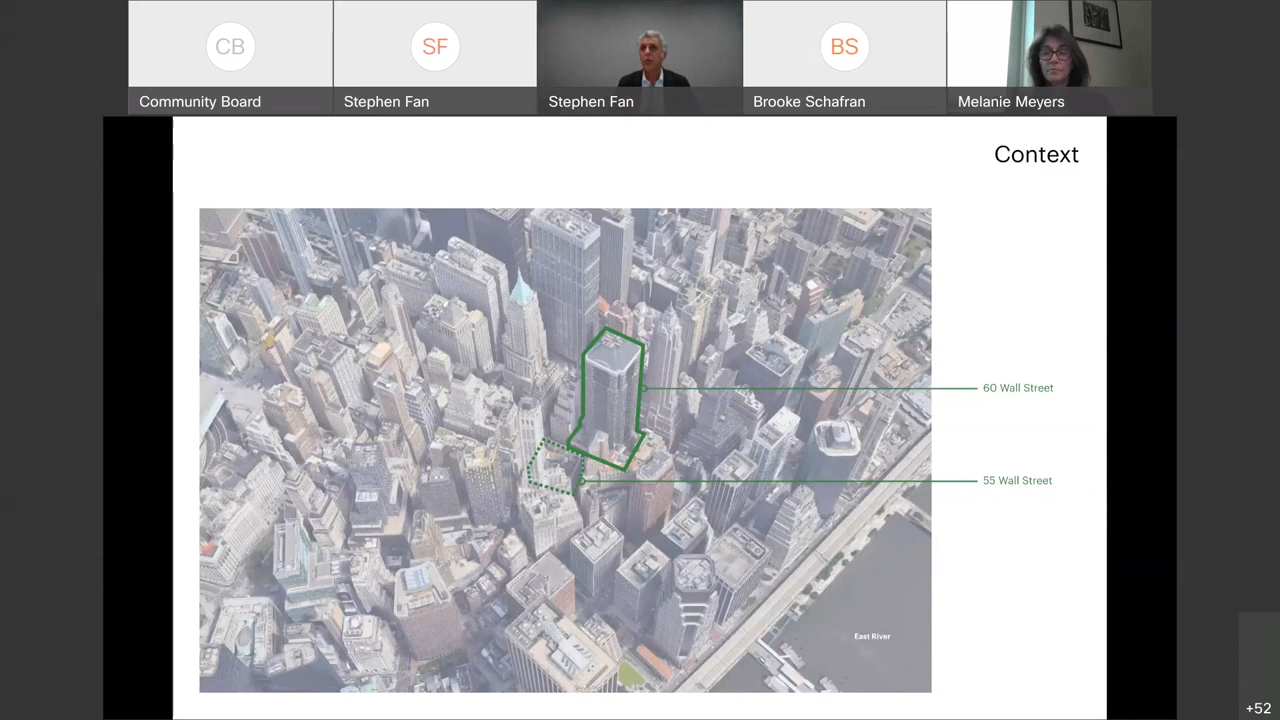 CB
SF
BS
Community Board
Stephen Fan
Stephen Fan
Brooke Schafran
Melanie Meyers
Context
60 Wall Street
55 Wall Street
East River
+52